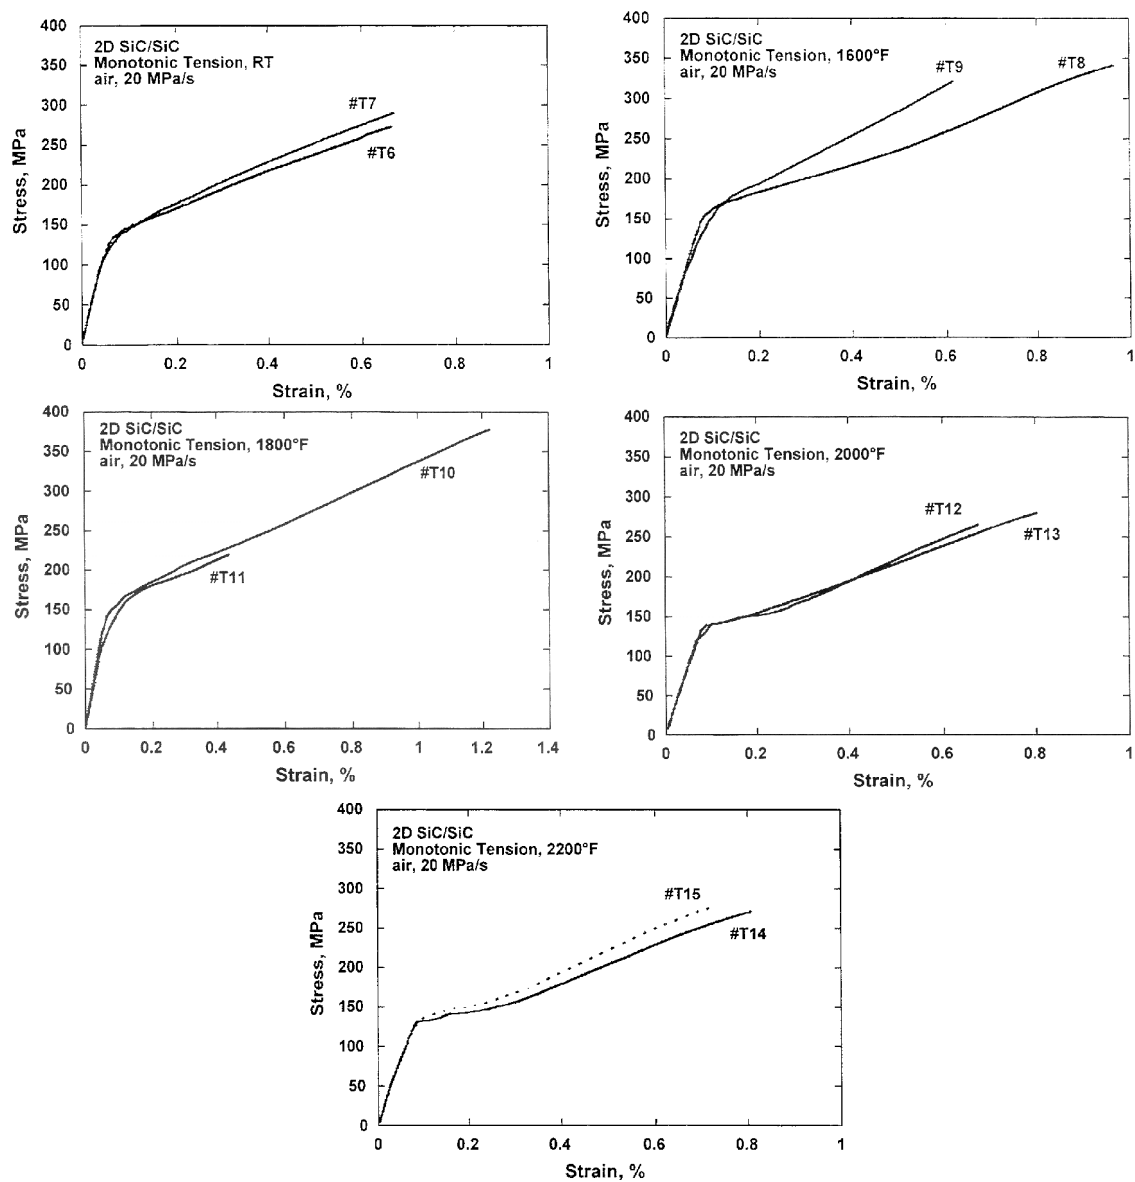 2D SiC/SiC
Monotonic Tension, RT
air, 20 MPa/s
#T7
#T6
Stress, MPa
400
350
300
250
200
150
100
50
0
0 0.2 0.4 0.6 0.8 1
Strain, %
2D SiC/SiC
Monotonic Tension, 1600°F
air, 20 MPa/s
#T9
#T8
Stress, MPa
400
350
300
250
200
150
100
50
0
0 0.2 0.4 0.6 0.8 1
Strain, %
2D SiC/SiC
Monotonic Tension, 1800°F
air, 20 MPa/s
#T10
#T11
Stress, MPa
400
350
300
250
200
150
100
50
0
0 0.2 0.4 0.6 0.8 1 1.2 1.4
Strain, %
2D SiC/SiC
Monotonic Tension, 2000°F
air, 20 MPa/s
#T12
#T13
Stress, MPa
400
350
300
250
200
150
100
50
0
0 0.2 0.4 0.6 0.8 1
Strain, %
2D SiC/SiC
Monotonic Tension, 2200°F
air, 20 MPa/s
#T15
#T14
Stress, MPa
400
350
300
250
200
150
100
50
0
0 0.2 0.4 0.6 0.8 1
Strain, %